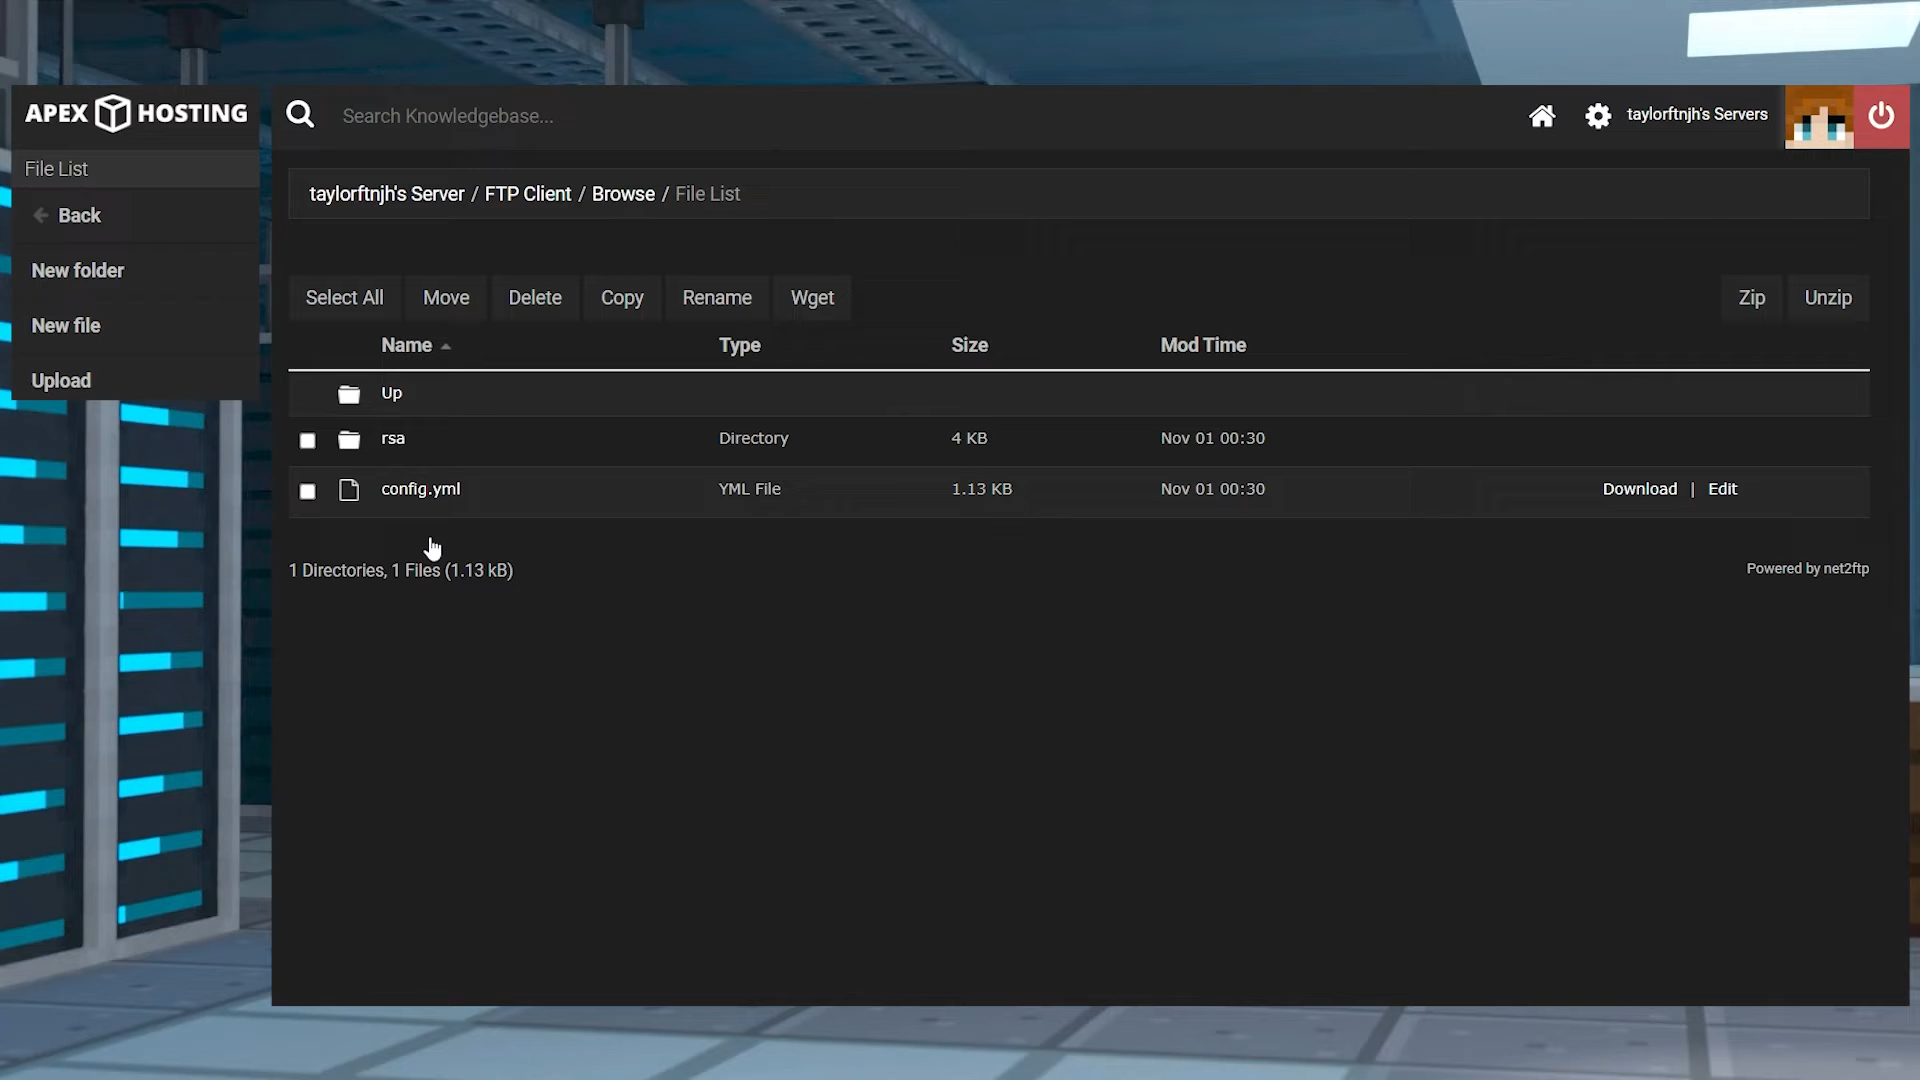 APEX HOSTING
Search Knowledgebase...
taylorftnjh's Servers
File List
Back
New folder
New file
Upload
taylorftnjh's Server / FTP Client / Browse / File List
Select All Move Delete Copy Rename Wget Zip Unzip
Name Type Size Mod Time
Up
rsa Directory 4 KB Nov 01 00:30
config.yml YML File 1.13 KB Nov 01 00:30 Download | Edit
1 Directories, 1 Files (1.13 kB)
Powered by net2ftp